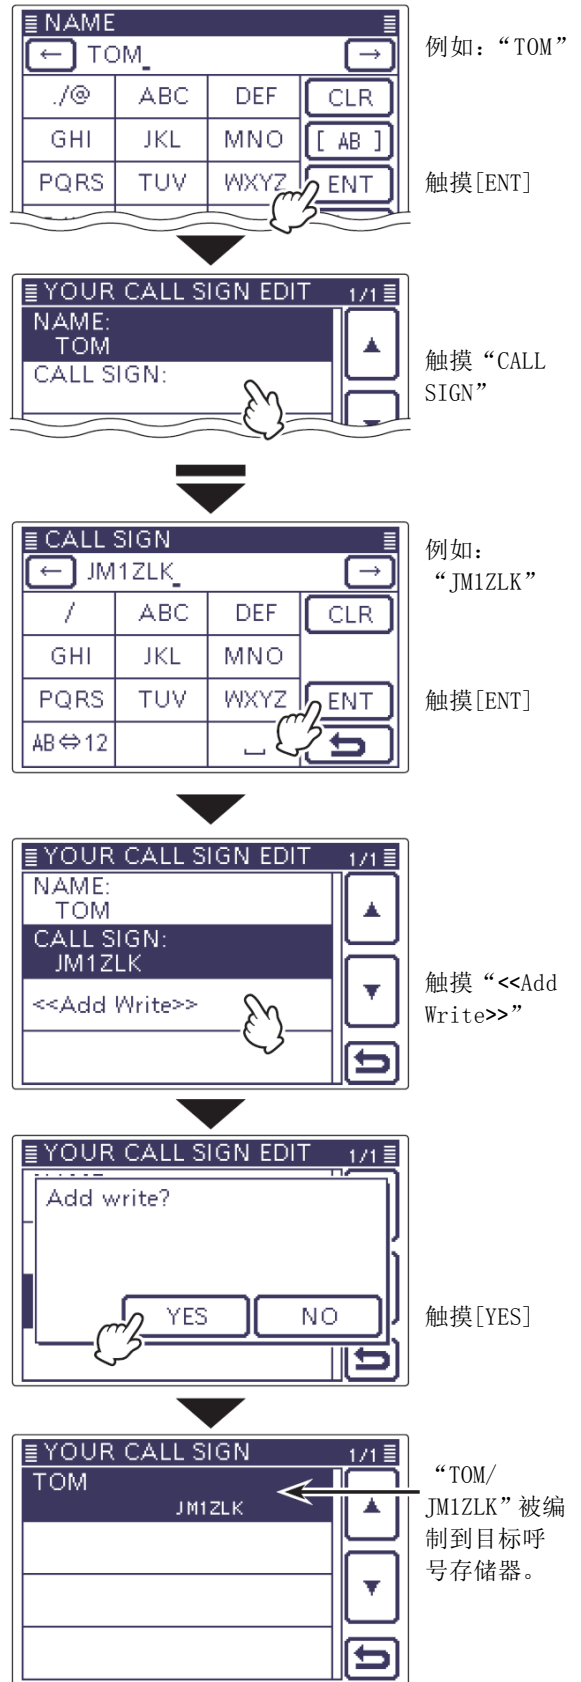 NAME
← TOM_ →
例如：“TOM”
./@ ABC DEF CLR
GHI JKL MNO [ AB ]
PQRS TUV WXYZ ENT
触摸[ENT]
YOUR CALL SIGN EDIT 1/1
NAME:
TOM
▲
CALL SIGN:
触摸“CALL
SIGN”
CALL SIGN
例如：
← JM1ZLK_ →
“JM1ZLK”
/ ABC DEF CLR
GHI JKL MNO
PQRS TUV WXYZ ENT
触摸[ENT]
AB⇔12 ␣
YOUR CALL SIGN EDIT 1/1
NAME:
TOM
▲
CALL SIGN:
JM1ZLK
▼
<<Add Write>>
触摸“<<Add
Write>>”
YOUR CALL SIGN EDIT 1/1
Add write?
YES NO
触摸[YES]
YOUR CALL SIGN 1/1
TOM
JM1ZLK
▲
▼
“TOM/
JM1ZLK”被编
制到目标呼
号存储器。